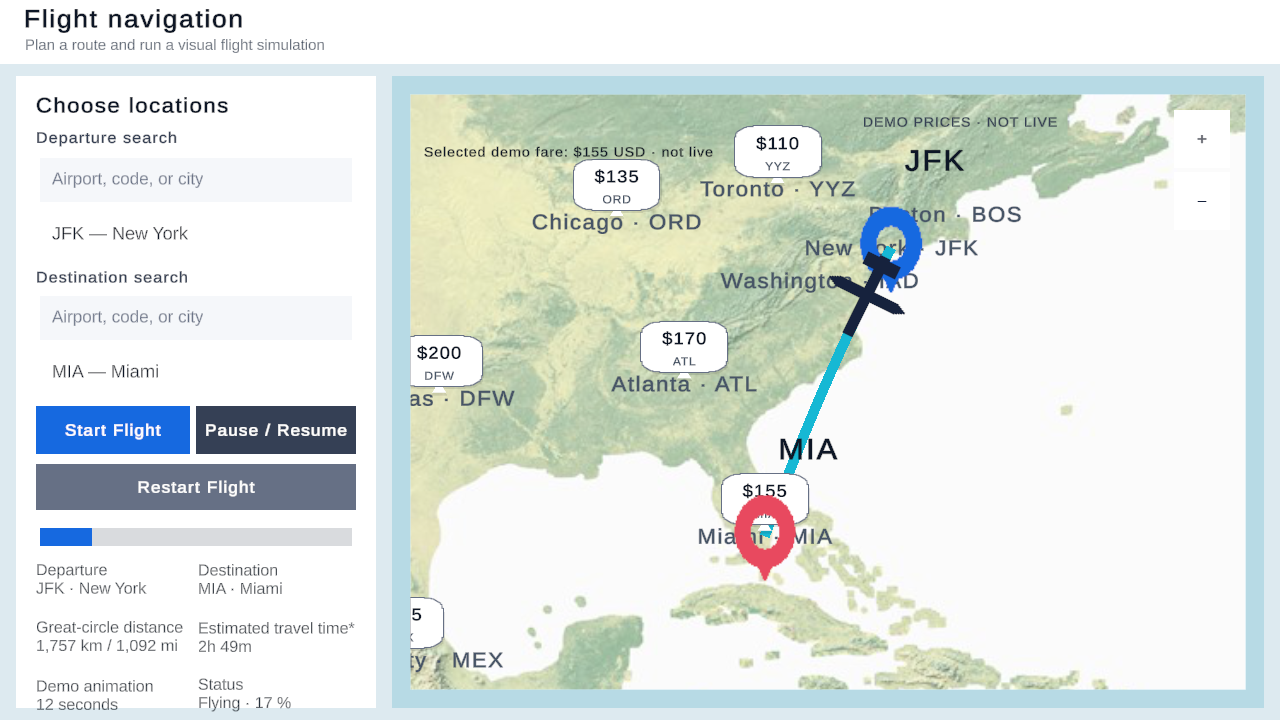 Flight navigation
Plan a route and run a visual flight simulation
Choose locations
Departure search
Airport, code, or city
JFK — New York
Destination search
Airport, code, or city
MIA — Miami
Start Flight
Pause / Resume
Restart Flight
Departure
JFK · New York
Destination
MIA · Miami
Great-circle distance
1,757 km / 1,092 mi
Estimated travel time*
2h 49m
Demo animation
12 seconds
Status
Flying · 17 %
DEMO PRICES · NOT LIVE
Selected demo fare: $155 USD · not live
JFK
$110
YYZ
Toronto · YYZ
$135
ORD
Chicago · ORD
· BOS
New · JFK
Washington ·
$170
ATL
Atlanta · ATL
$200
DFW
· DFW
MIA
$155
Miami · MIA
· MEX
+
−